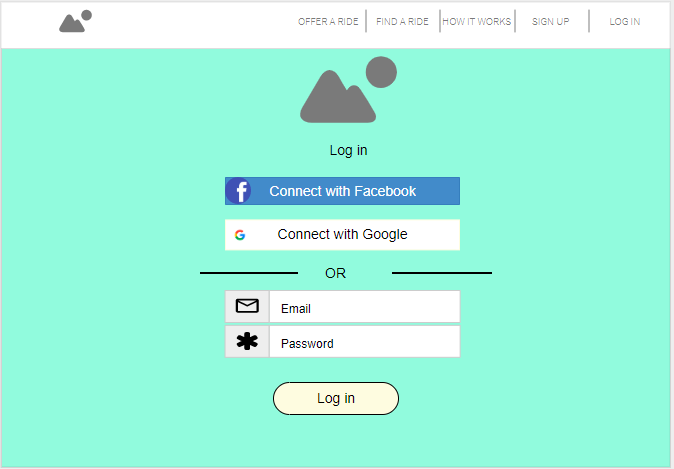 OFFER A RIDE FIND A RIDE HOW IT WORKS SIGN UP LOG IN
Log in
f Connect with Facebook
G Connect with Google
OR
Email
Password
Log in